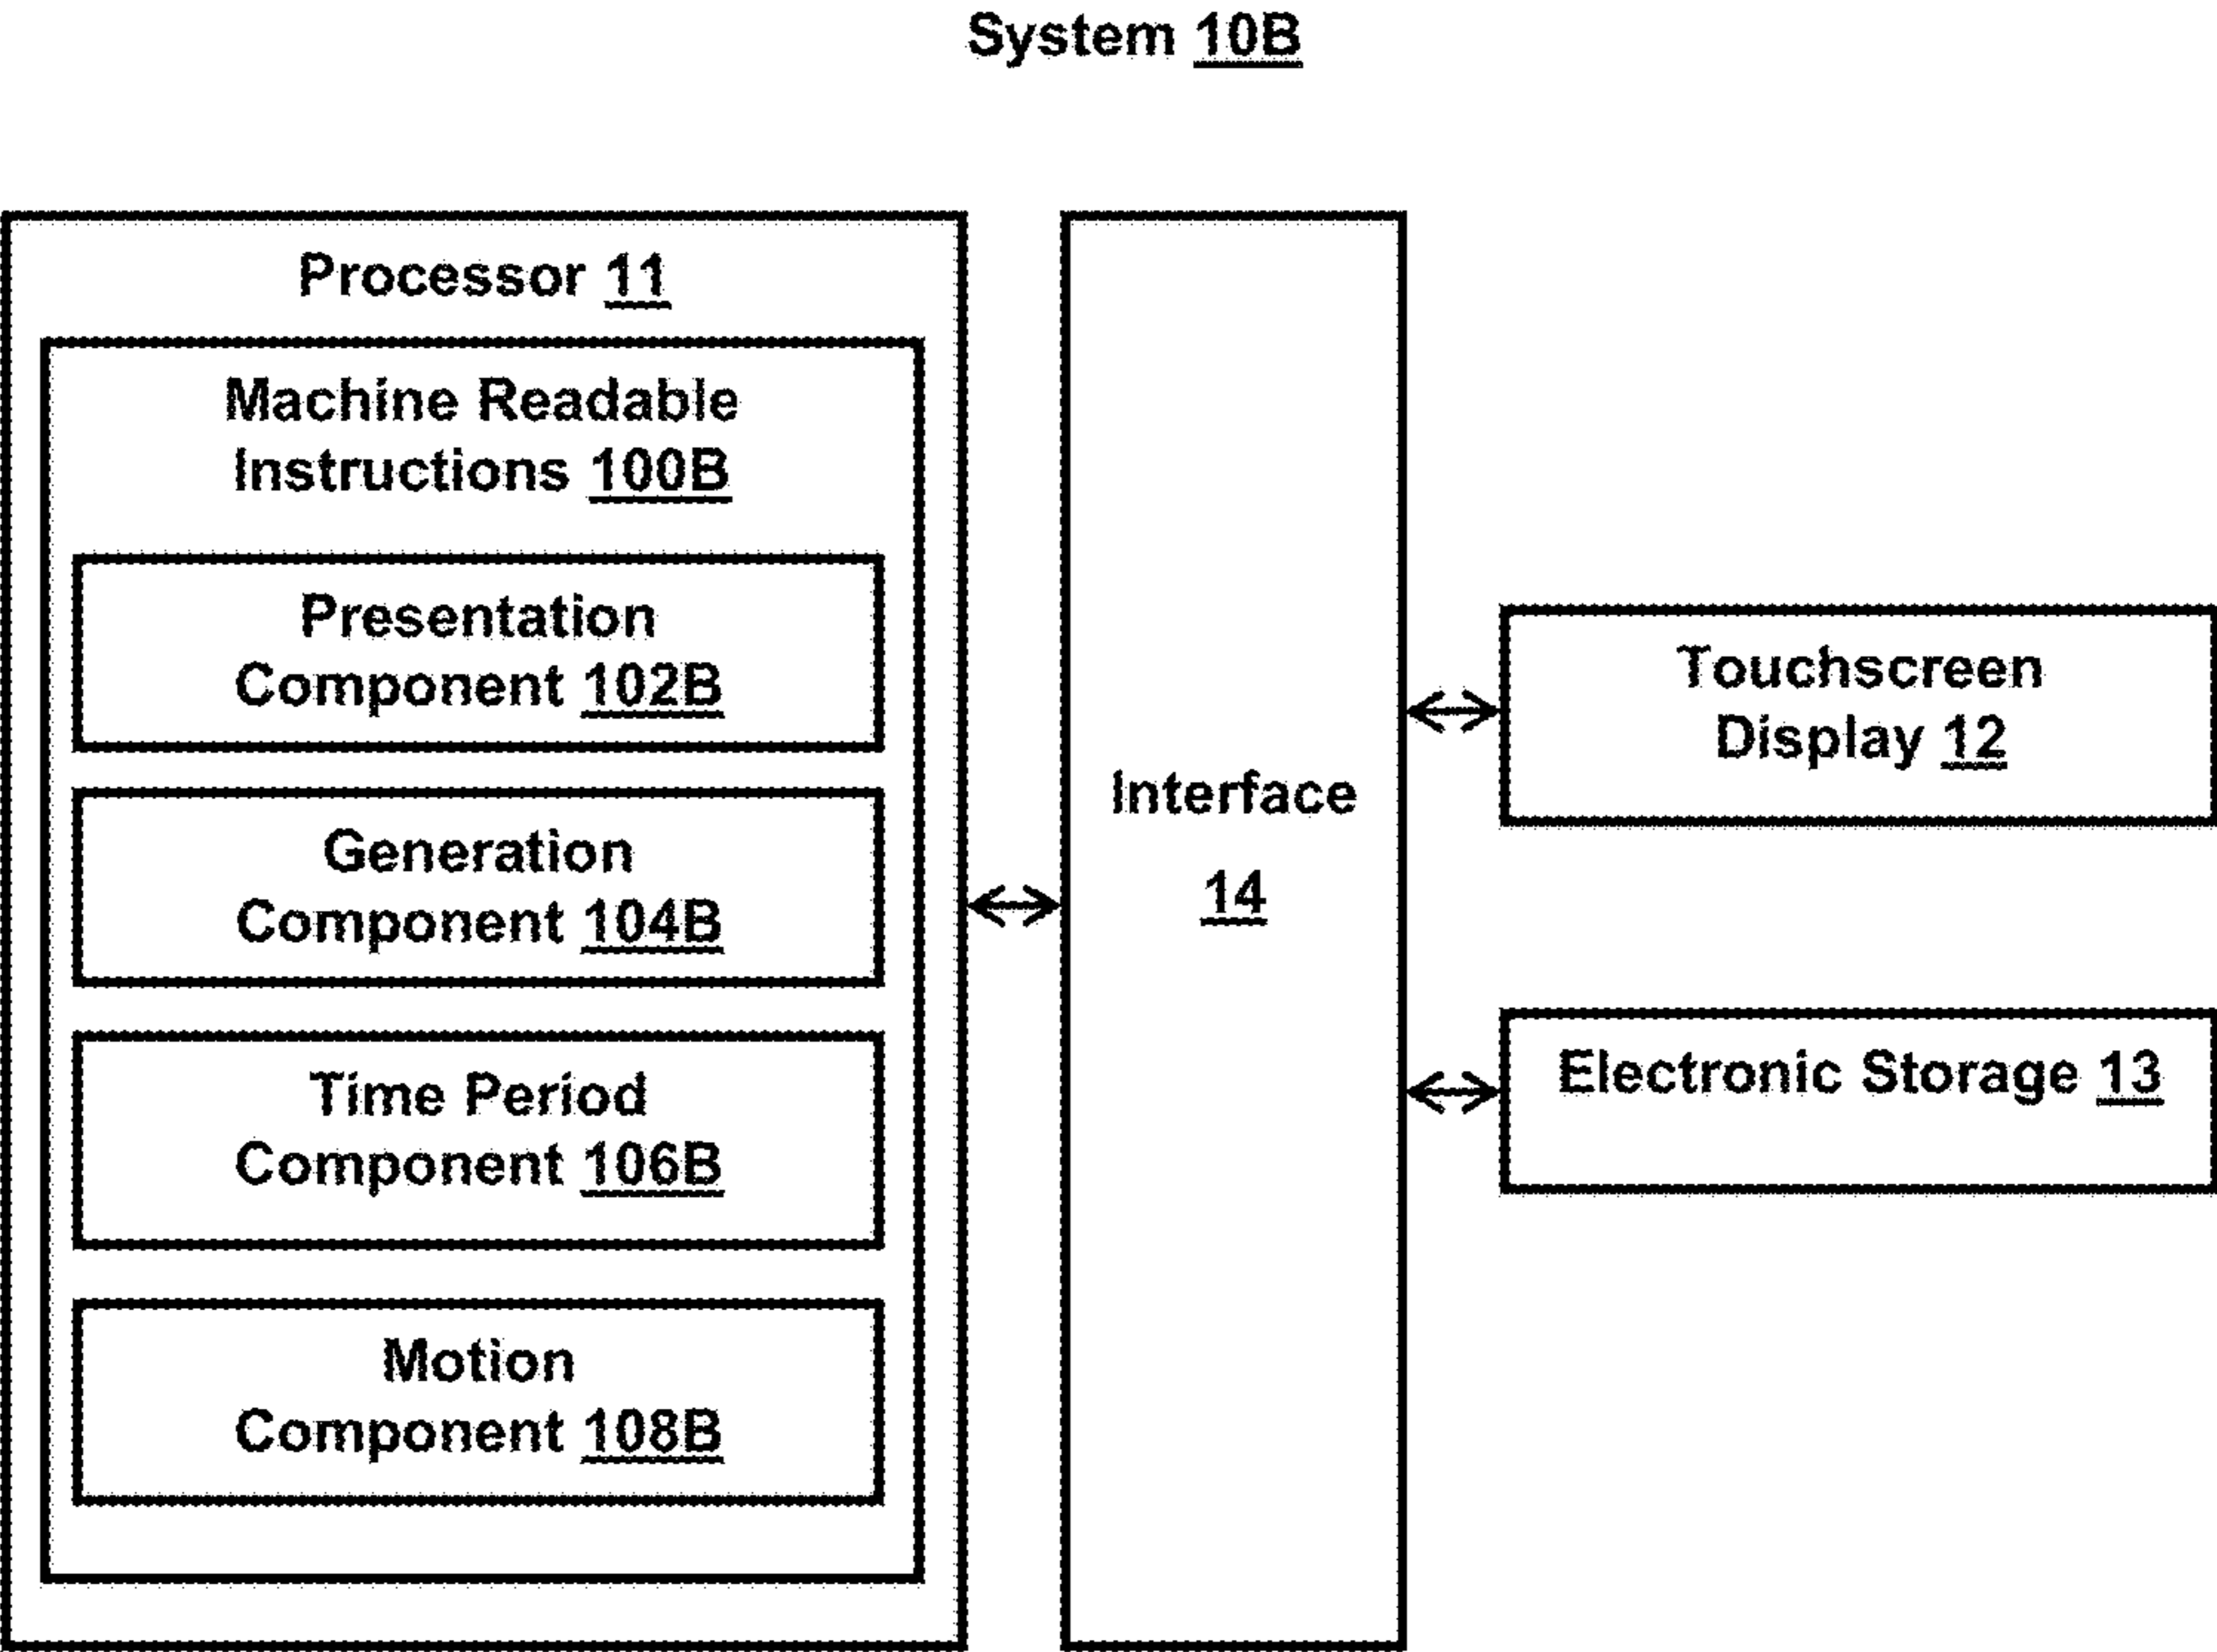 System 10B
Processor 11
Machine Readable
Instructions 100B
Presentation
Component 102B
Generation
Component 104B
Time Period
Component 106B
Motion
Component 108B
Interface
14
Touchscreen
Display 12
Electronic Storage 13